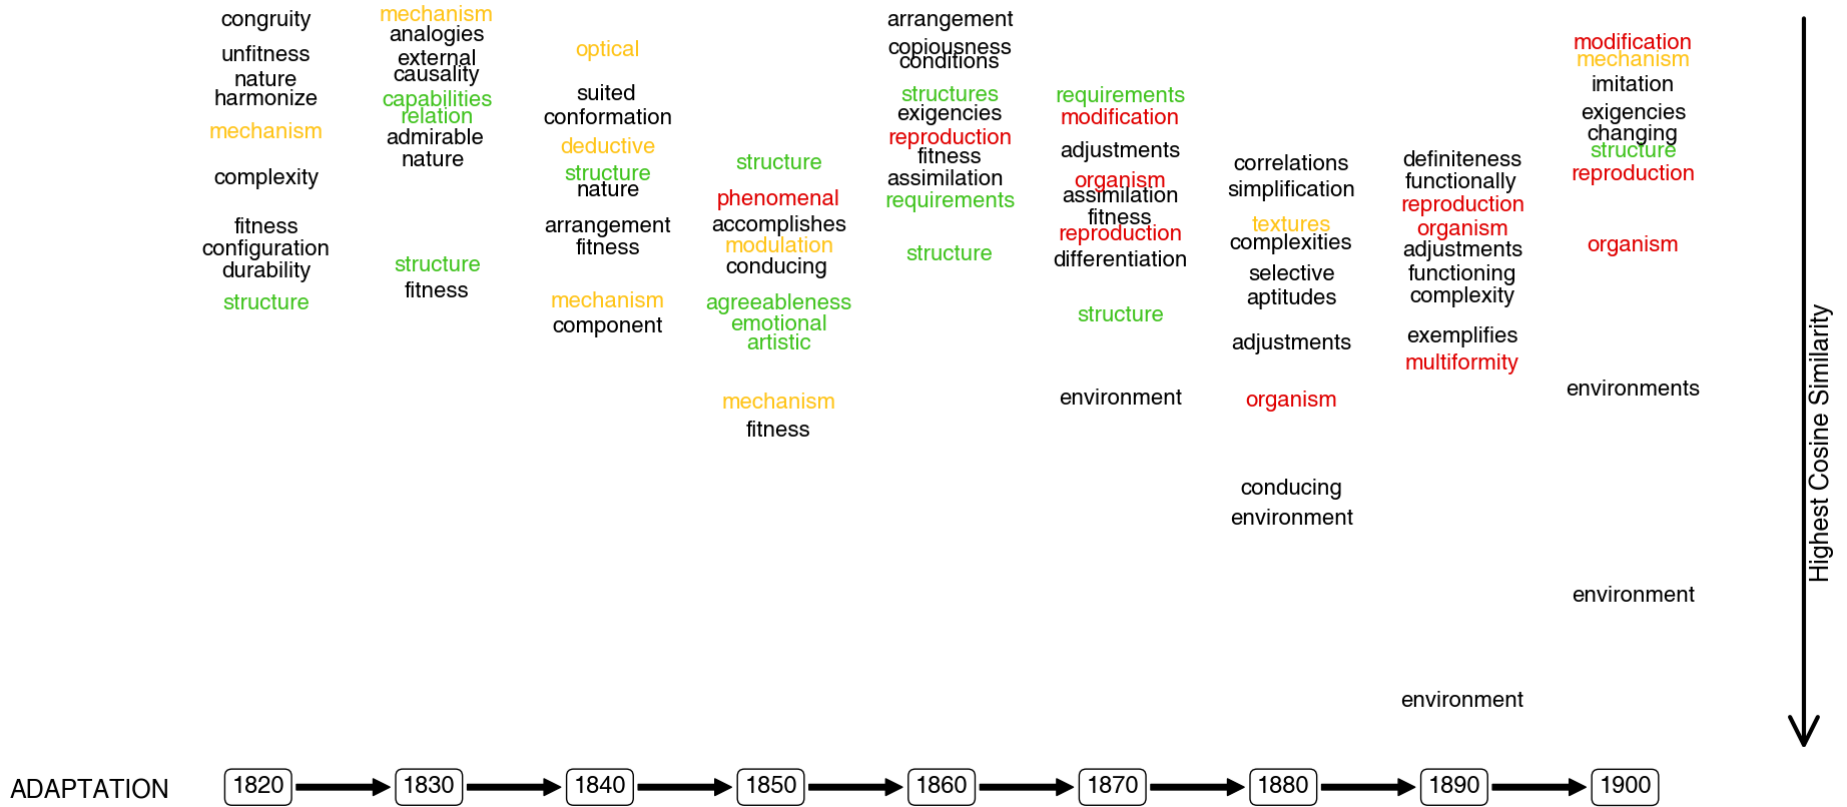 congruity
unfitness
nature
harmonize
mechanism
complexity
fitness
configuration
durability
structure
mechanism
analogies
external
causality
capabilities
relation
admirable
nature
structure
fitness
optical
suited
conformation
deductive
structure
nature
arrangement
fitness
mechanism
component
structure
phenomenal
accomplishes
modulation
conducing
agreeableness
emotional
artistic
mechanism
fitness
arrangement
copiousness
conditions
structures
exigencies
reproduction
fitness
assimilation
requirements
structure
requirements
modification
adjustments
organism
assimilation
fitness
reproduction
differentiation
structure
environment
correlations
simplification
textures
complexities
selective
aptitudes
adjustments
organism
conducing
environment
definiteness
functionally
reproduction
organism
adjustments
functioning
complexity
exemplifies
multiformity
environment
modification
mechanism
imitation
exigencies
changing
structure
reproduction
organism
environments
environment
Highest Cosine Similarity
ADAPTATION 1820 1830 1840 1850 1860 1870 1880 1890 1900